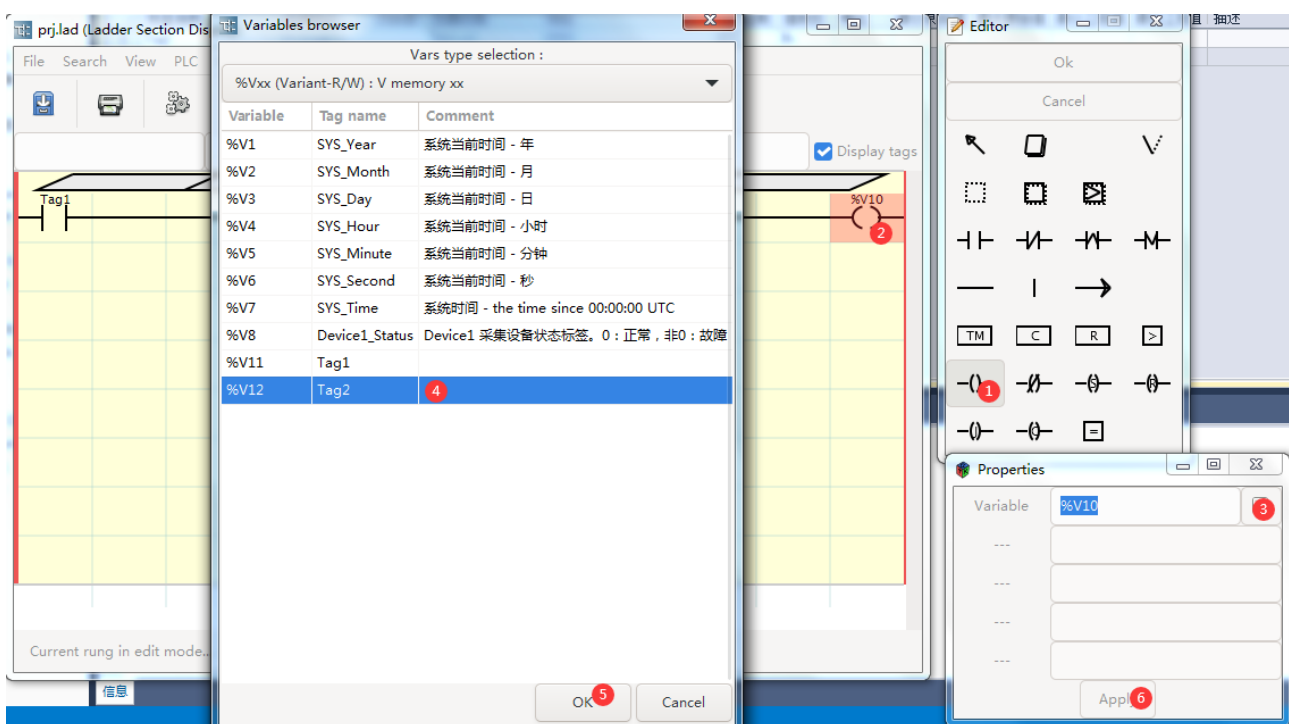 prj.lad (Ladder Section Dis
File Search View PLC
Display tags
Tag1
%V10
2
Current rung in edit mode..
信息
Variables browser
Vars type selection :
%Vxx (Variant-R/W) : V memory xx
Variable Tag name Comment
%V1 SYS_Year 系统当前时间 - 年
%V2 SYS_Month 系统当前时间 - 月
%V3 SYS_Day 系统当前时间 - 日
%V4 SYS_Hour 系统当前时间 - 小时
%V5 SYS_Minute 系统当前时间 - 分钟
%V6 SYS_Second 系统当前时间 - 秒
%V7 SYS_Time 系统时间 - the time since 00:00:00 UTC
%V8 Device1_Status Device1 采集设备状态标签。0：正常，非0：故障
%V11 Tag1
%V12 Tag2 4
OK 5 Cancel
Editor
Ok
Cancel
TM C R >
1 S R
J C =
Properties
Variable %V10 3
---
---
---
---
Apply 6